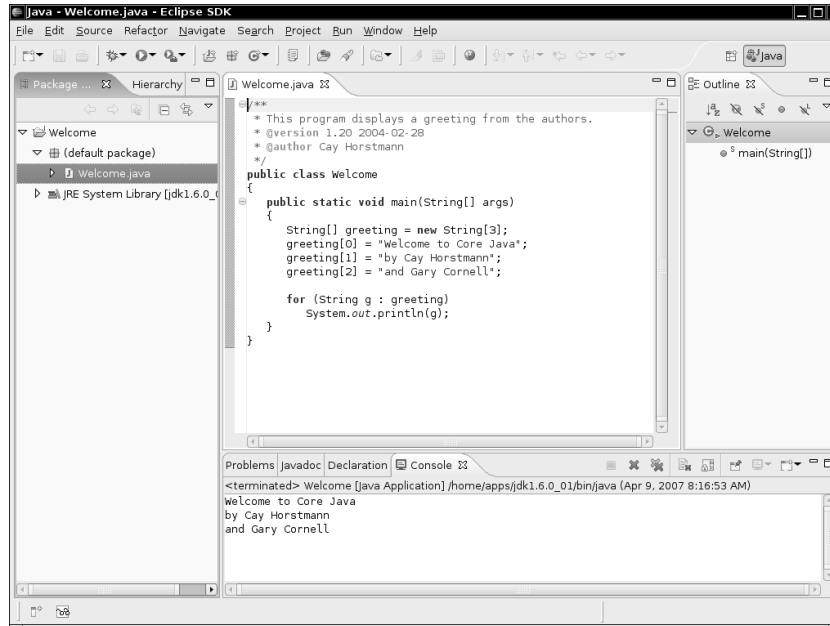 Java - Welcome.java - Eclipse SDK
File Edit Source Refactor Navigate Search Project Run Window Help
Java
Package ... Hierarchy
Welcome
(default package)
Welcome.java
JRE System Library [jdk1.6.0_
Welcome.java
/**
* This program displays a greeting from the authors.
* @version 1.20 2004-02-28
* @author Cay Horstmann
*/
public class Welcome
{
public static void main(String[] args)
{
String[] greeting = new String[3];
greeting[0] = "Welcome to Core Java";
greeting[1] = "by Cay Horstmann";
greeting[2] = "and Gary Cornell";
for (String g : greeting)
System.out.println(g);
}
}
Outline
Welcome
main(String[])
Problems Javadoc Declaration Console
<terminated> Welcome [Java Application] /home/apps/jdk1.6.0_01/bin/java (Apr 9, 2007 8:16:53 AM)
Welcome to Core Java
by Cay Horstmann
and Gary Cornell